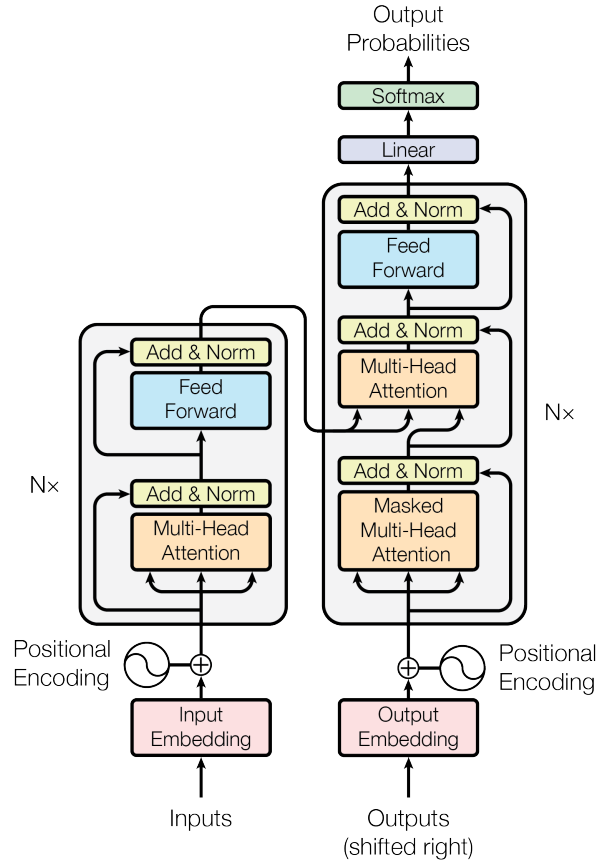 Output
Probabilities
Softmax
Linear
Add & Norm
Feed
Forward
Add & Norm
Multi-Head
Attention
Add & Norm
Masked
Multi-Head
Attention
N×
Add & Norm
Feed
Forward
Add & Norm
Multi-Head
Attention
N×
Positional
Encoding
Positional
Encoding
Input
Embedding
Output
Embedding
Inputs
Outputs
(shifted right)